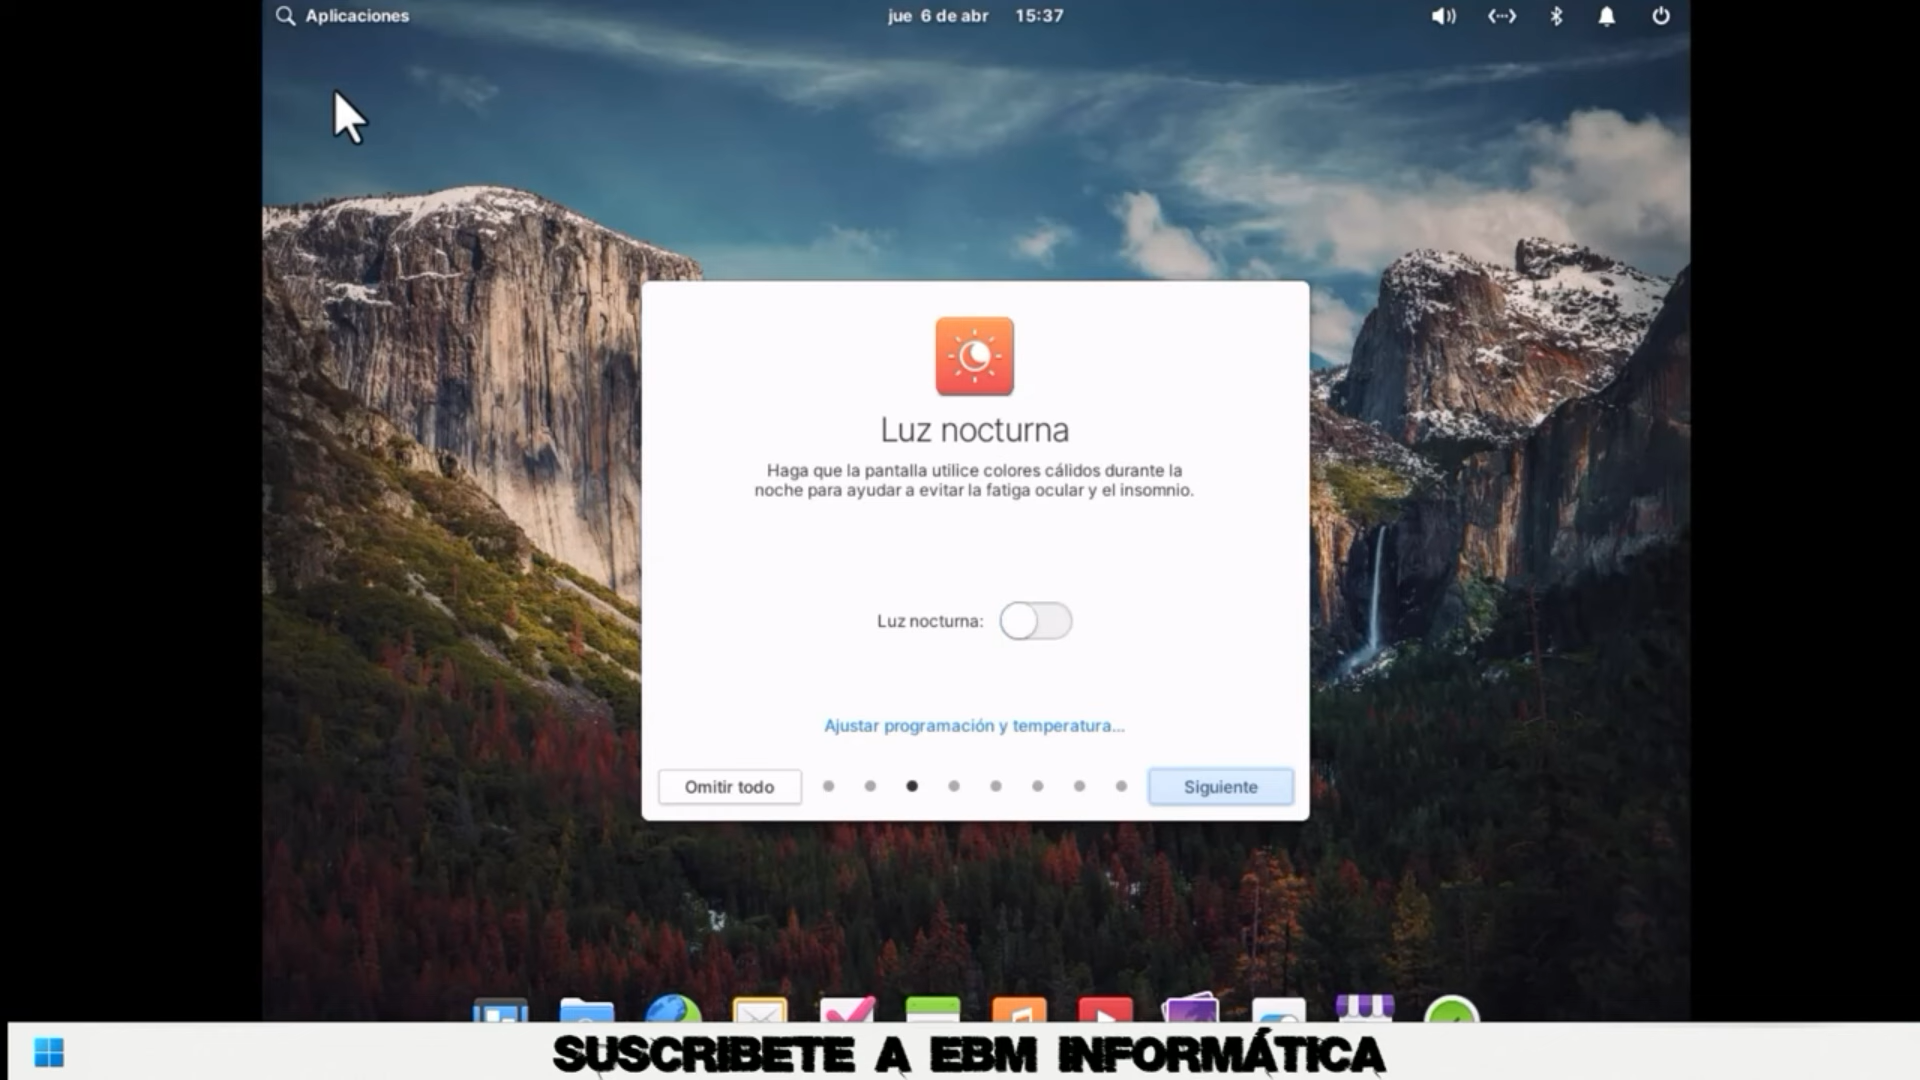 Aplicaciones
jue 6 de abr 15:37
Luz nocturna
Haga que la pantalla utilice colores cálidos durante la
noche para ayudar a evitar la fatiga ocular y el insomnio.
Luz nocturna:
Ajustar programación y temperatura...
Omitir todo
Siguiente
SUSCRIBETE A EBM INFORMÁTICA